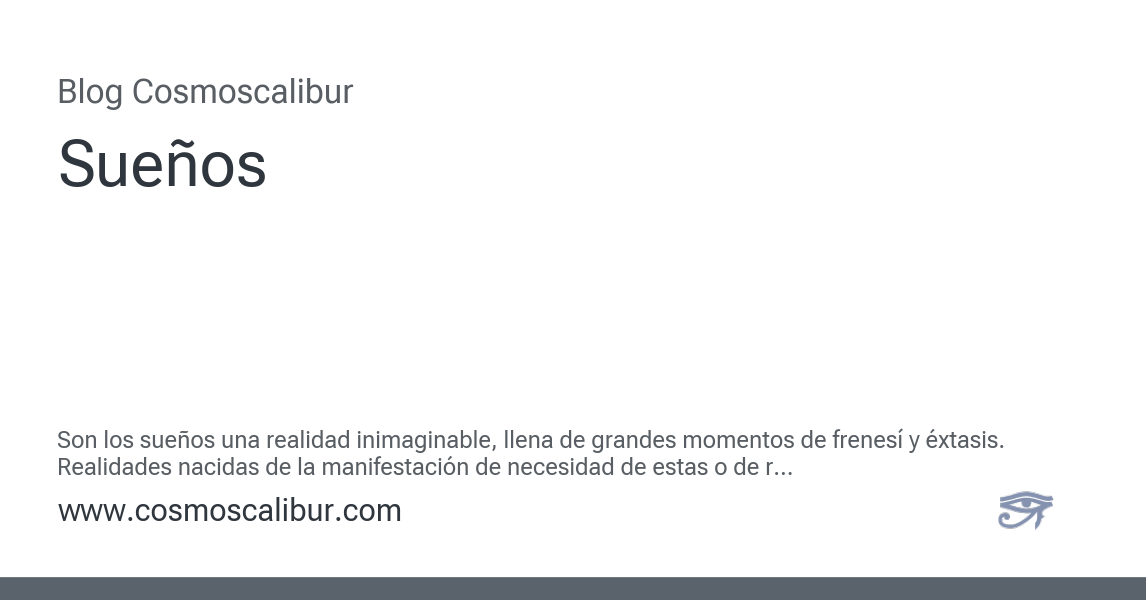 Blog Cosmoscalibur
Sueños
Son los sueños una realidad inimaginable, llena de grandes momentos de frenesí y éxtasis.
Realidades nacidas de la manifestación de necesidad de estas o de r...
www.cosmoscalibur.com